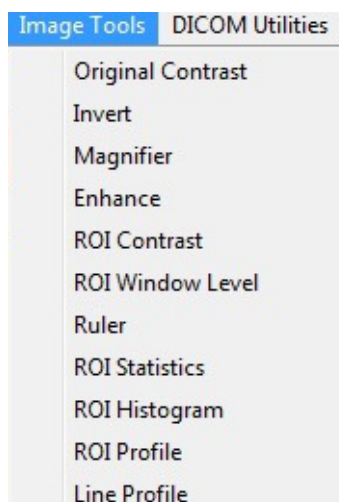 Image Tools DICOM Utilities
Original Contrast
Invert
Magnifier
Enhance
ROI Contrast
ROI Window Level
Ruler
ROI Statistics
ROI Histogram
ROI Profile
Line Profile